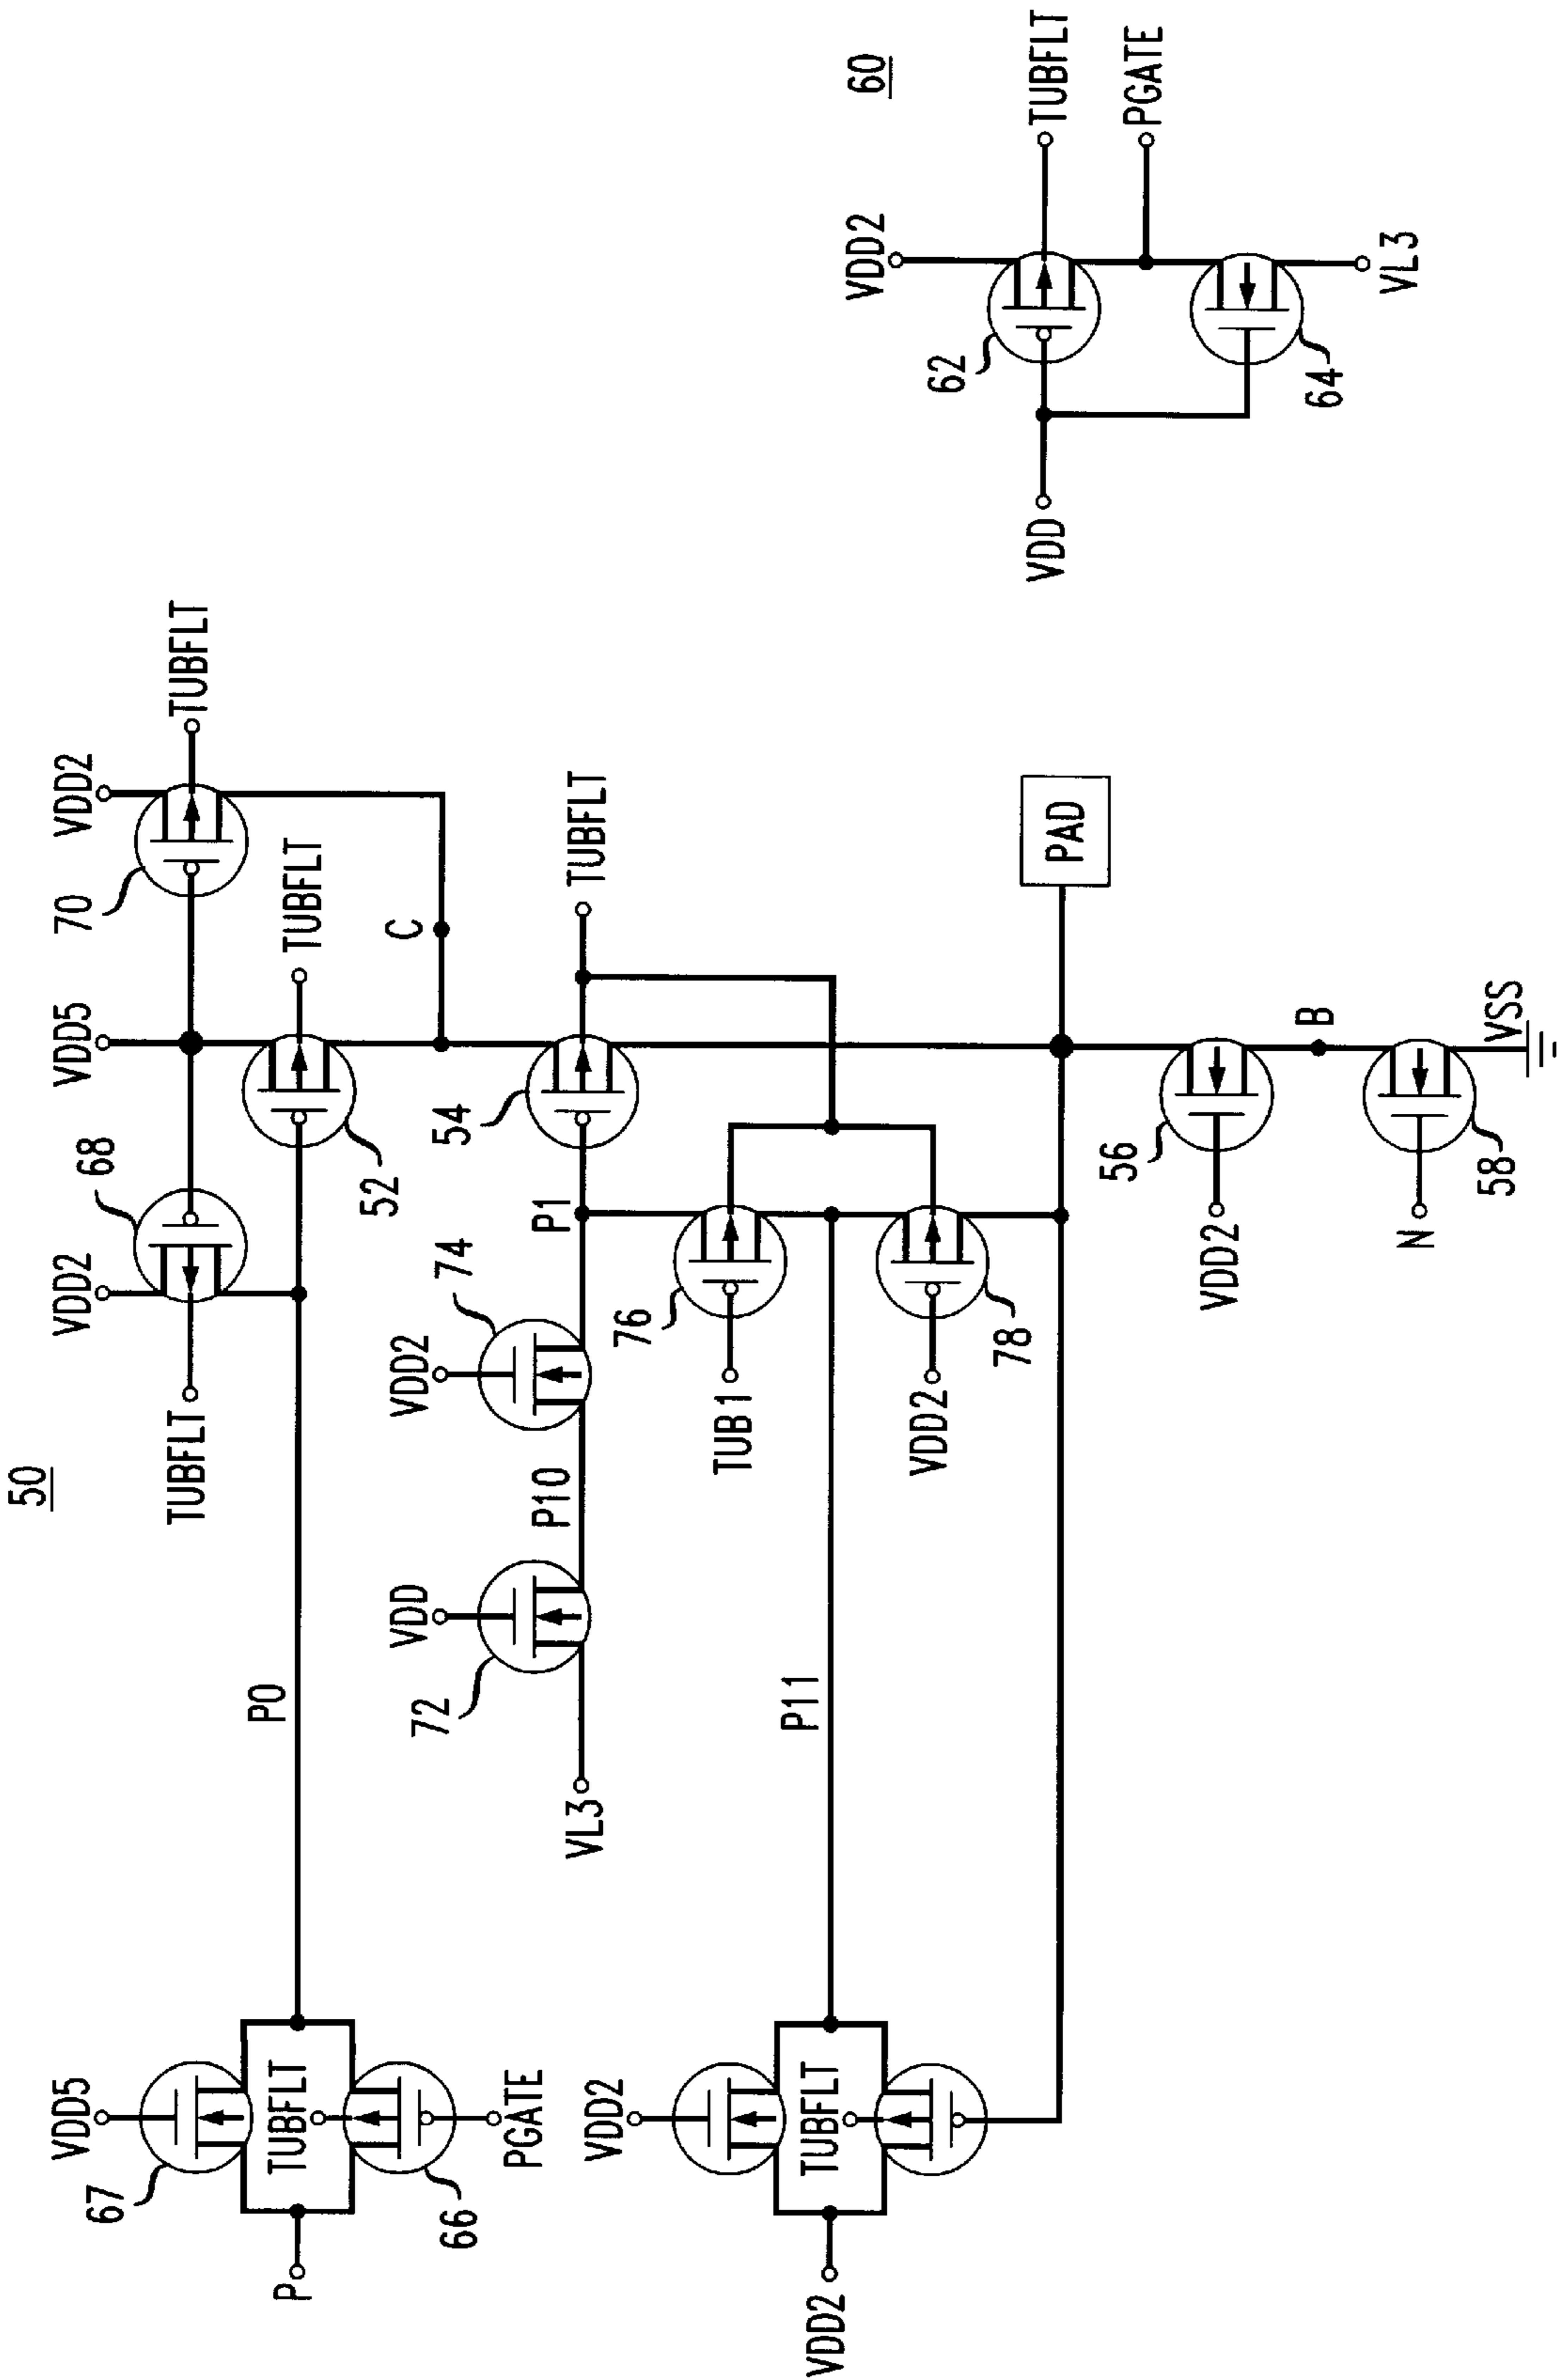 50
VDD2
68
VDD5
VDD2
70
TUBFLT
TUBFLT
TUBFLT
52
C
VDD5
67
TUBFLT
P
66
PGATE
P0
VDD
72
VL3
P10
VDD2
74
P1
54
TUBFLT
TUB1
76
VDD2
78
P11
VDD2
TUBFLT
VDD2
PAD
56
VDD2
B
N
58
VSS
60
VDD2
62
TUBFLT
PGATE
VDD
64
VL3